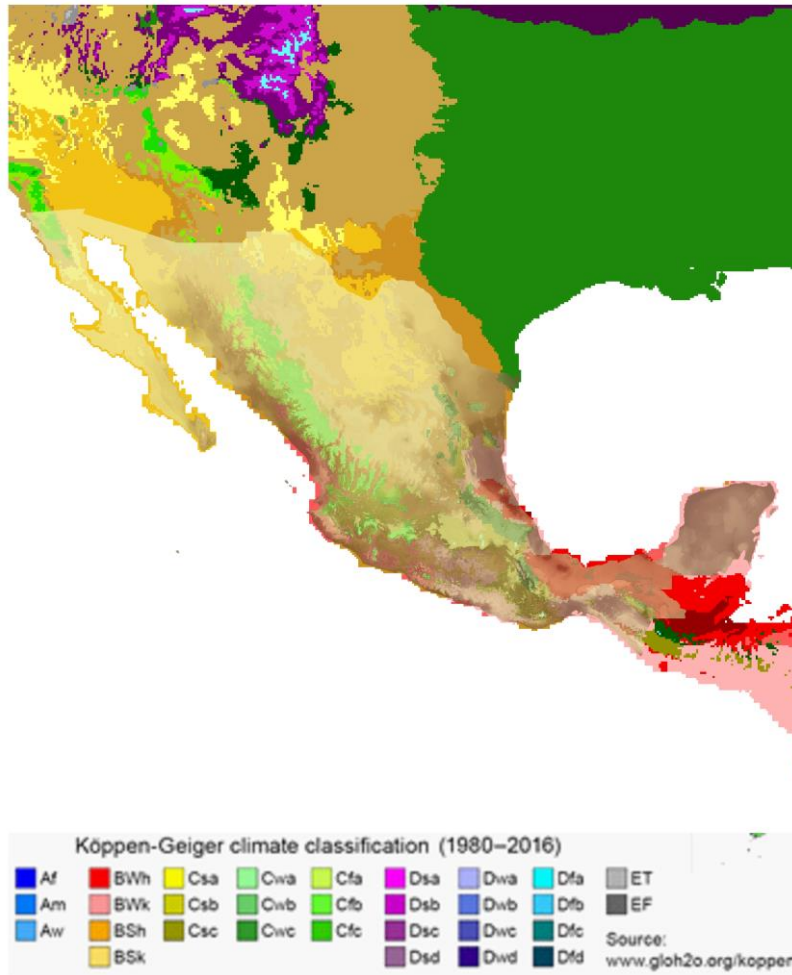 Köppen-Geiger climate classification (1980–2016)
Af BWh Csa Cwa Cfa Dsa Dwa Dfa ET
Am BWk Csb Cwb Cfb Dsb Dwb Dfb EF
Aw BSh Csc Cwc Cfc Dsc Dwc Dfc
BSk Dsd Dwd Dfd
Source:
www.gloh2o.org/koppen